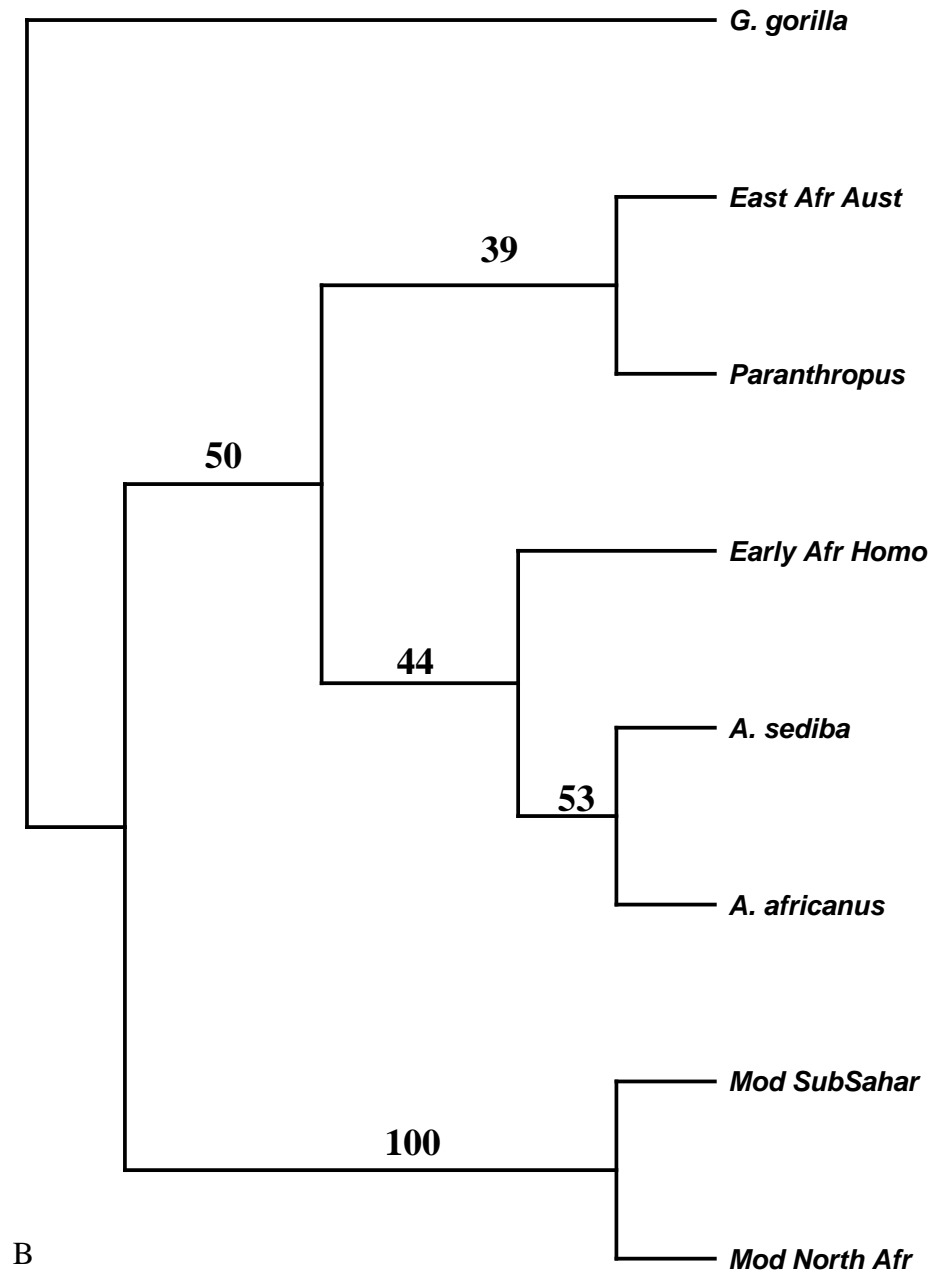 G. gorilla
East Afr Aust
39
Paranthropus
50
Early Afr Homo
44
A. sediba
53
A. africanus
Mod SubSahar
100
B
Mod North Afr